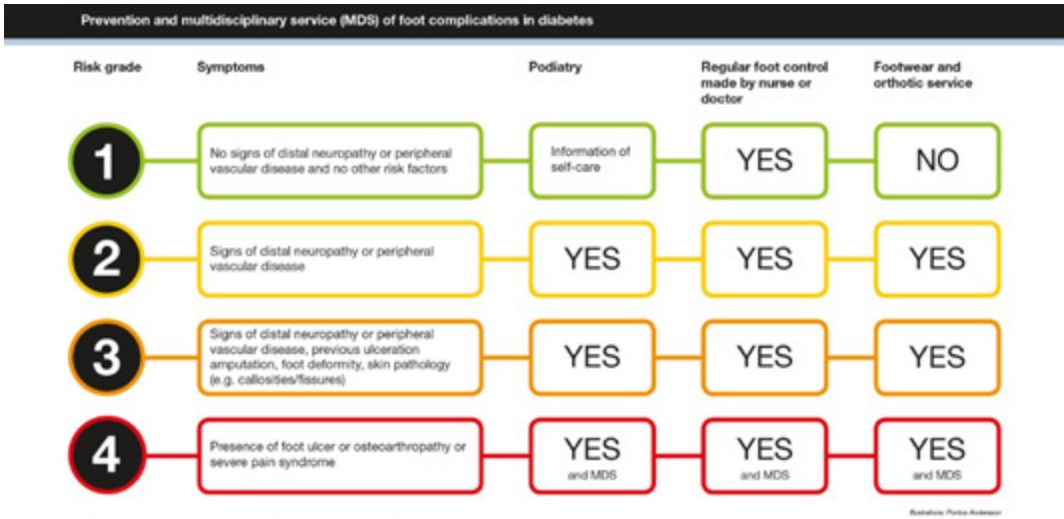 Prevention and multidisciplinary service (MDS) of foot complications in diabetes
Risk grade
Symptoms
Podiatry
Regular foot control
made by nurse or
doctor
Footwear and
orthotic service
1
No signs of distal neuropathy or peripheral
vascular disease and no other risk factors
Information of
self-care
YES
NO
2
Signs of distal neuropathy or peripheral
vascular disease
YES
YES
YES
3
Signs of distal neuropathy or peripheral
vascular disease, previous ulceration
amputation, foot deformity, skin pathology
(e.g. callosities/fissures)
YES
YES
YES
4
Presence of foot ulcer or osteoarthropathy or
severe pain syndrome
YES
and MDS
YES
and MDS
YES
and MDS